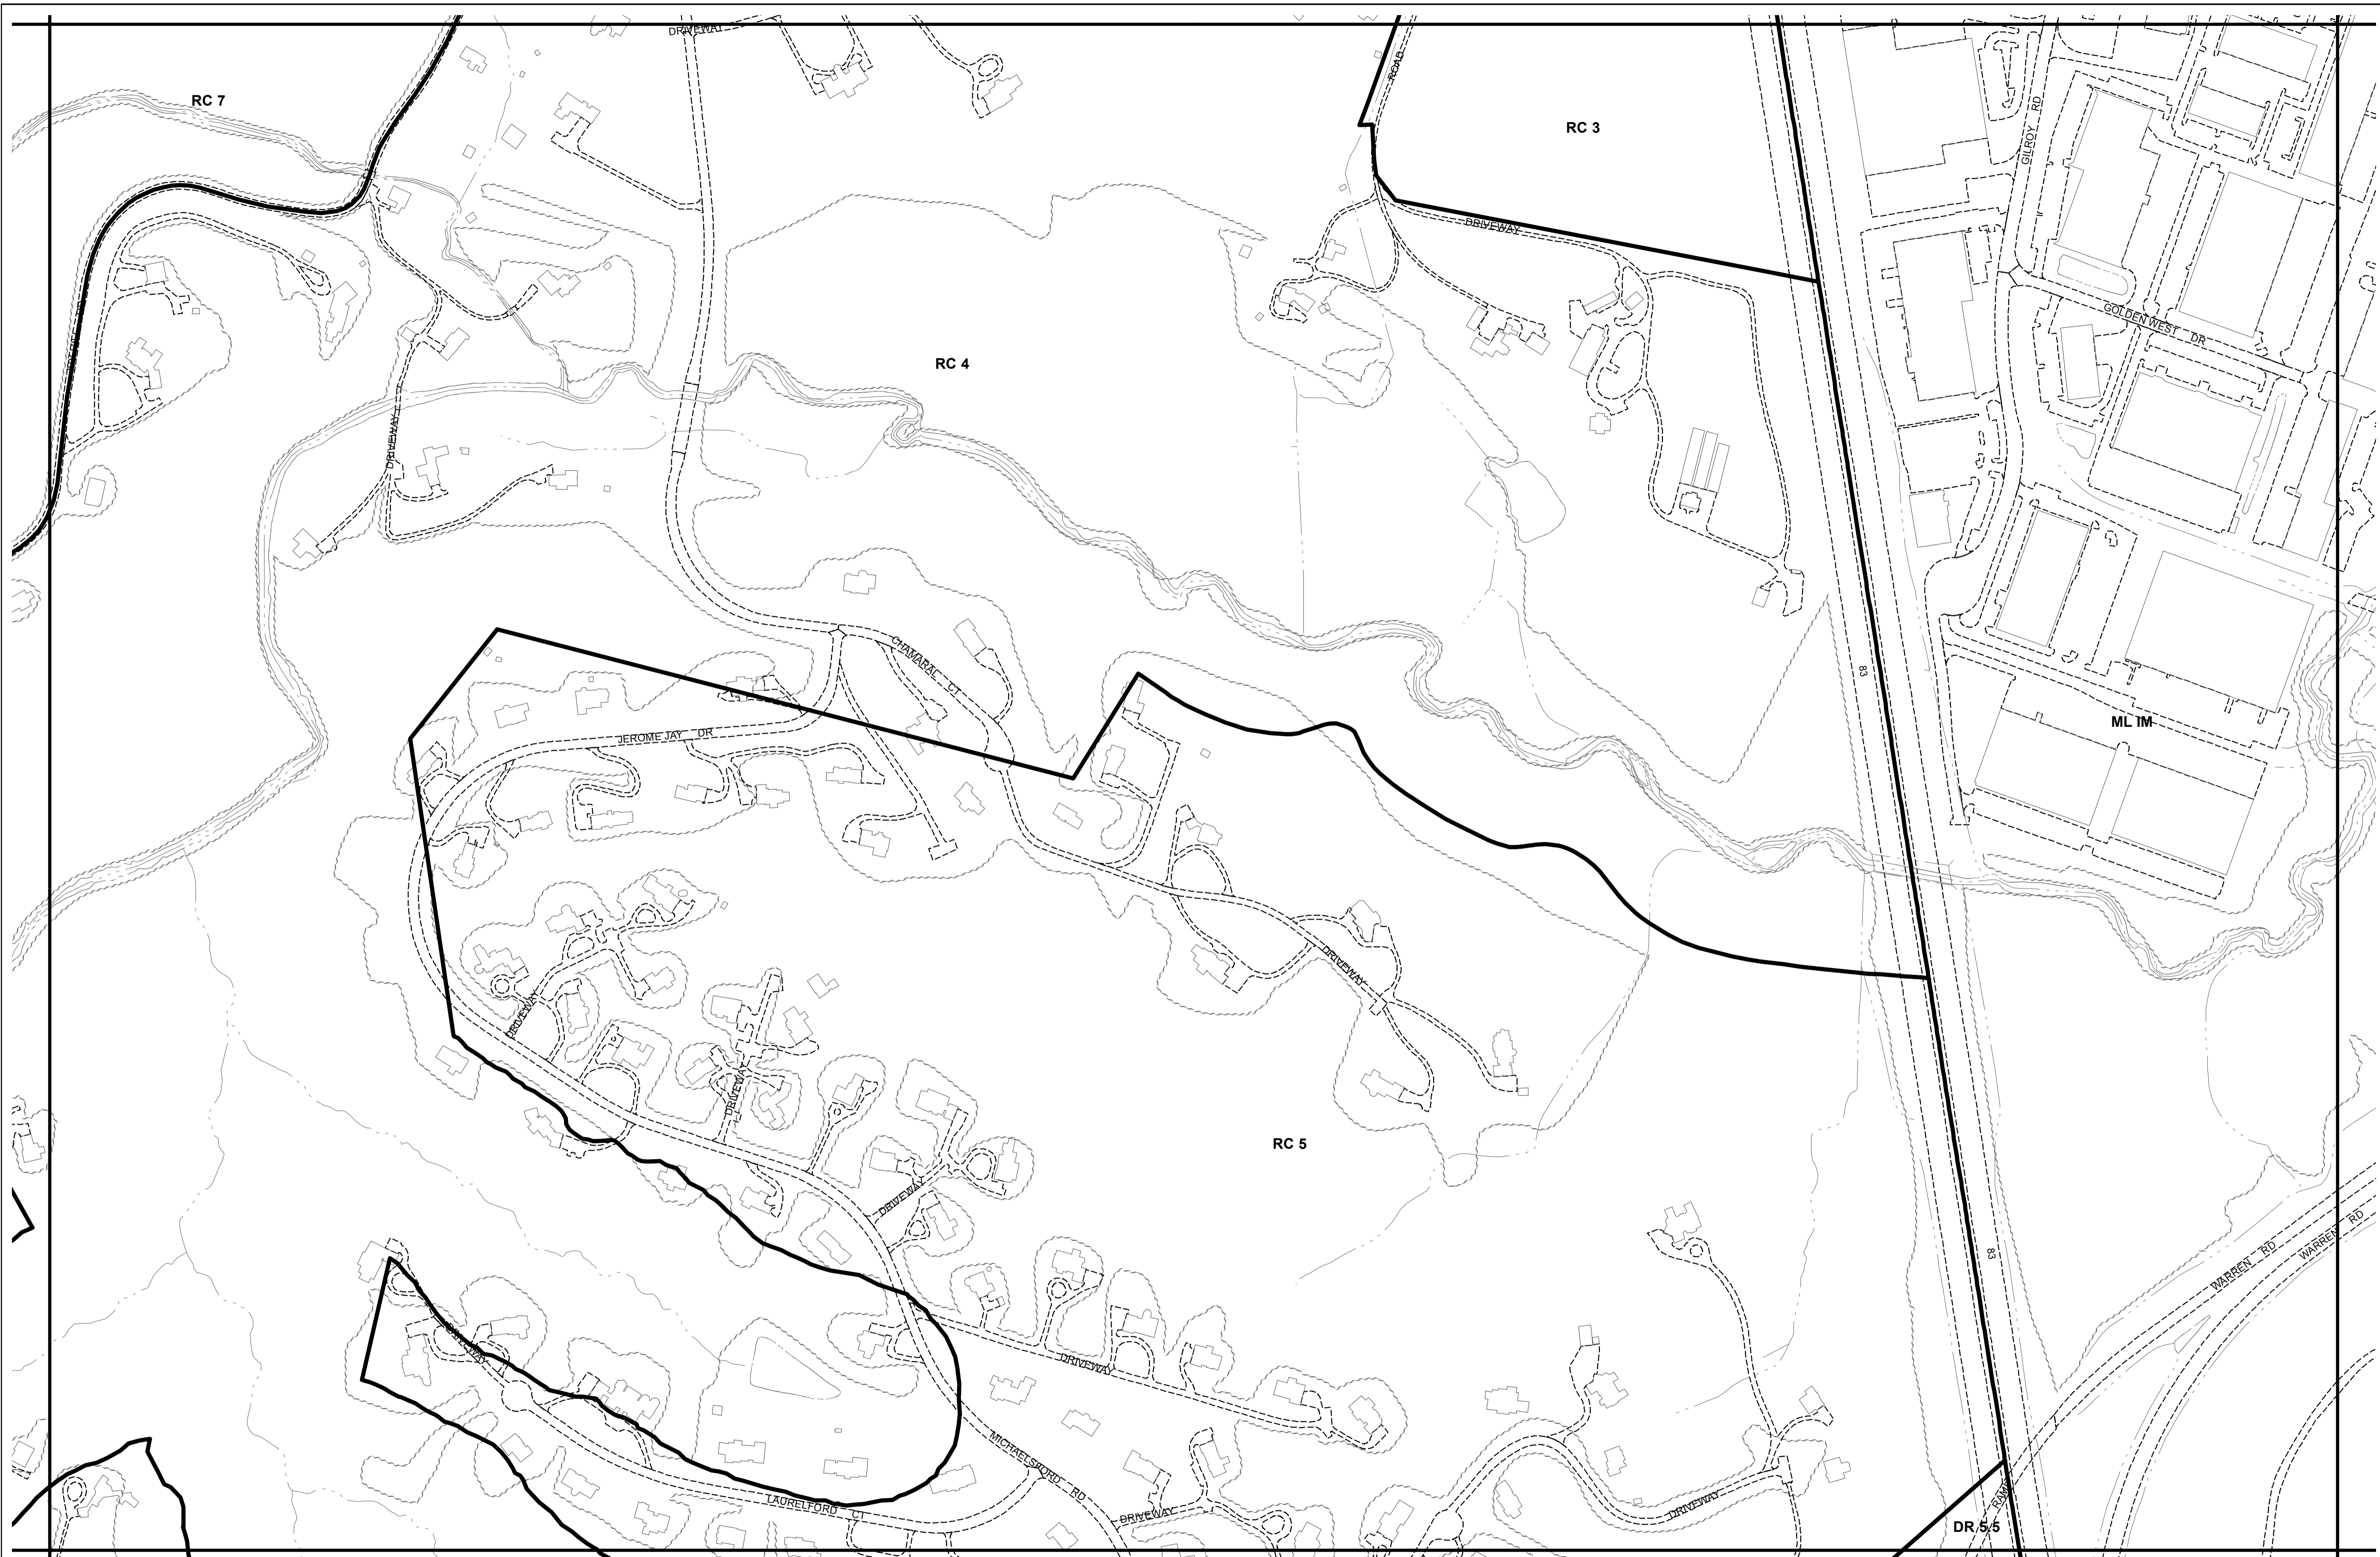 DRIVEWAY
ROAD
RC 7
RC 3
GILROY RD
DRIVEWAY
GOLDEN WEST DR
RC 4
DRIVEWAY
CHAMARAL CT
83
ML IM
JEROME JAY DR
DRIVEWAY
DRIVEWAY
DRIVEWAY
RC 5
DRIVEWAY
WARREN RD
WARREN RD
83
DRIVEWAY
DRIVEWAY
MICHAELSFORD RD
LAURELFORD CT
DRIVEWAY
DRIVEWAY
RAMP
DR 5.5